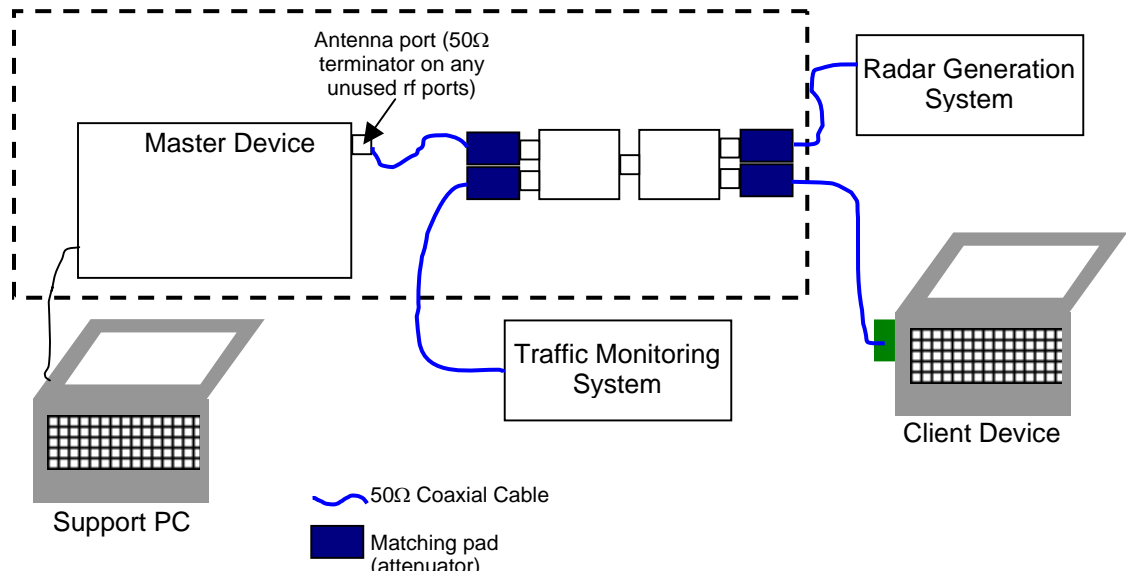 Antenna port (50Ω
terminator on any
unused rf ports)
Master Device
Radar Generation
System
Traffic Monitoring
System
Client Device
Support PC
50Ω Coaxial Cable
Matching pad
(attenuator)